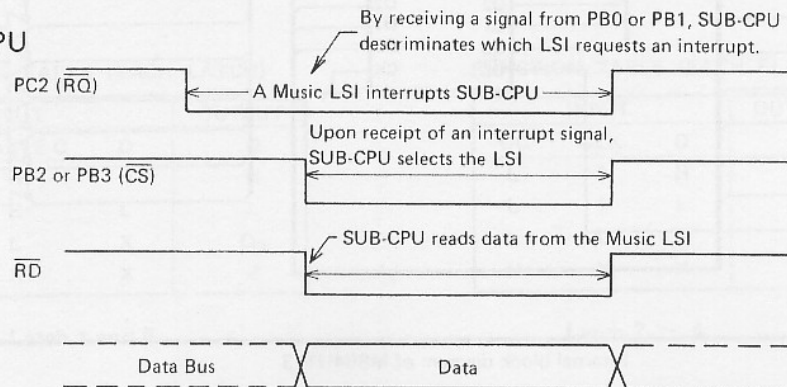 By receiving a signal from PB0 or PB1, SUB-CPU
descriminates which LSI requests an interrupt.
PU
PC2 (RQ)
A Music LSI interrupts SUB-CPU
Upon receipt of an interrupt signal,
SUB-CPU selects the LSI
PB2 or PB3 (CS)
SUB-CPU reads data from the Music LSI
RD
Data Bus
Data